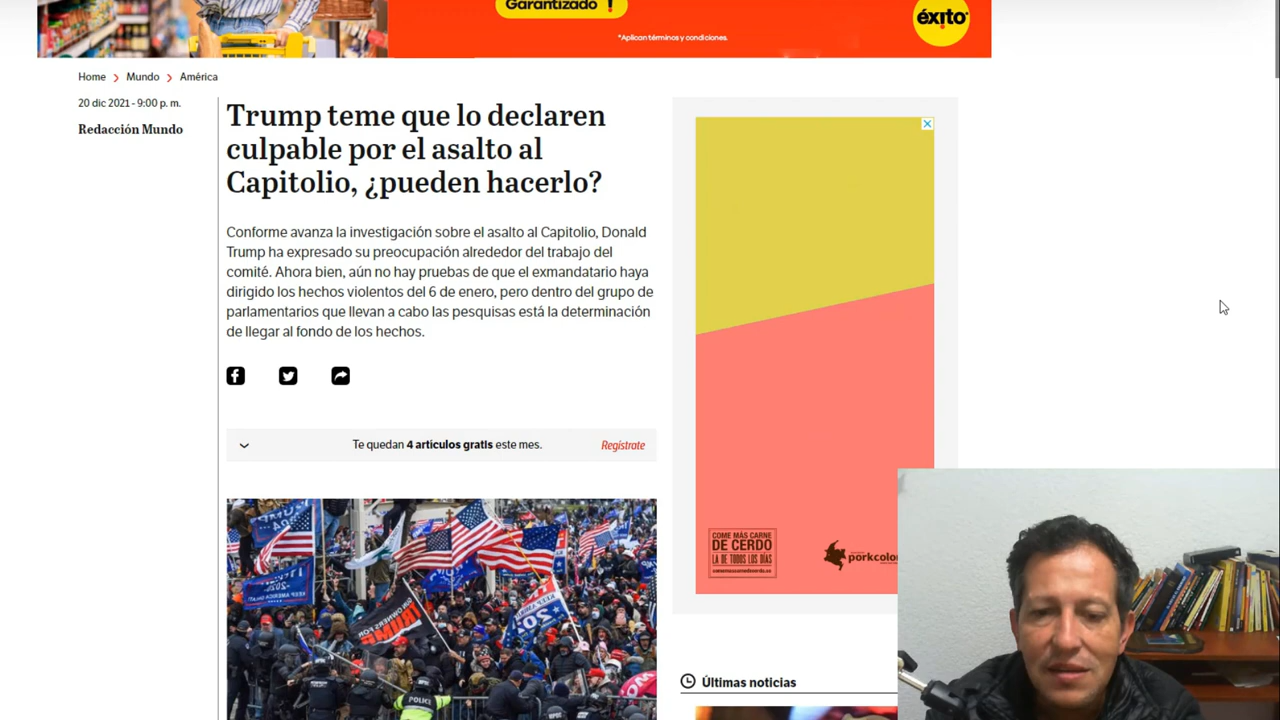 Garantizado !
éxito
*Aplican términos y condiciones.
Home > Mundo > América
20 dic 2021 - 9:00 p. m.
Redacción Mundo
Trump teme que lo declaren
culpable por el asalto al
Capitolio, ¿pueden hacerlo?
Conforme avanza la investigación sobre el asalto al Capitolio, Donald
Trump ha expresado su preocupación alrededor del trabajo del
comité. Ahora bien, aún no hay pruebas de que el exmandatario haya
dirigido los hechos violentos del 6 de enero, pero dentro del grupo de
parlamentarios que llevan a cabo las pesquisas está la determinación
de llegar al fondo de los hechos.
Te quedan 4 artículos gratis este mes.
Regístrate
COME MÁS CARNE
DE CERDO
LA DE TODOS LOS DÍAS
porkcolo
POLICE
Últimas noticias